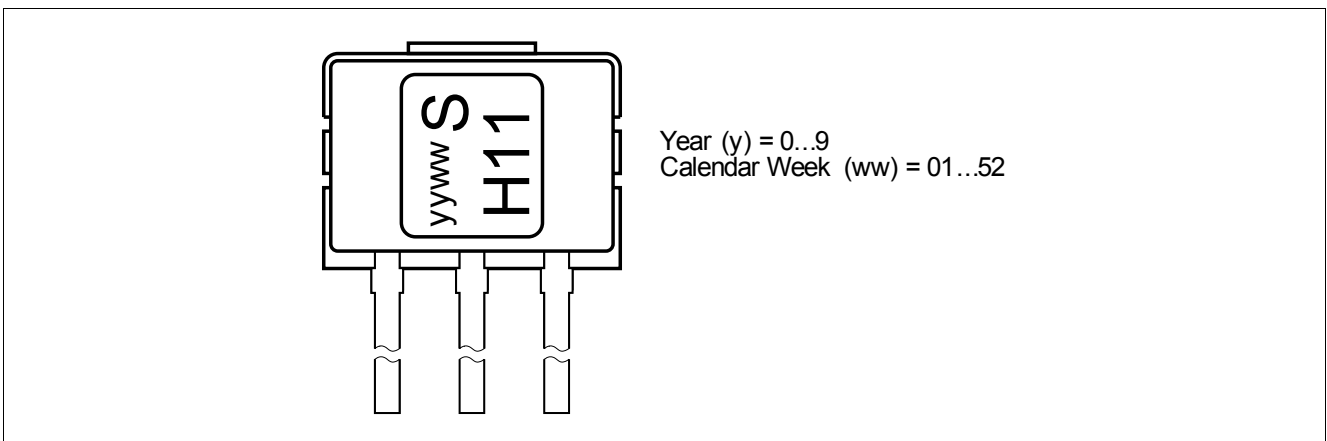 yyww S
H11
Year (y) = 0...9
Calendar Week (ww) = 01...52